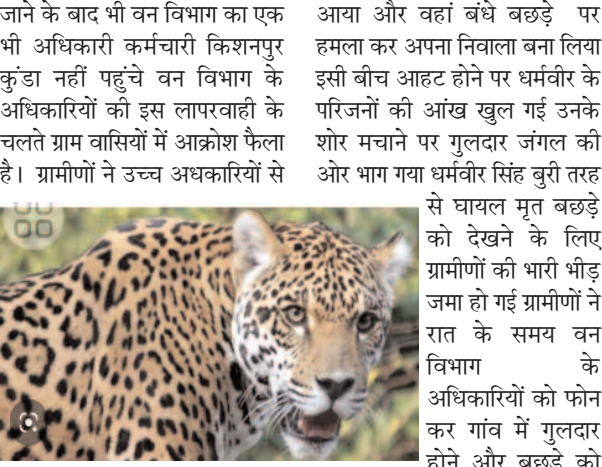 जाने के बाद भी वन विभाग का एक
भी अधिकारी कर्मचारी किशनपुर
कुंडा नहीं पहुंचे वन विभाग के
अधिकारियों की इस लापरवाही के
चलते ग्राम वासियों में आक्रोश फैला
है। ग्रामीणों ने उच्च अधकारियों से
आया और वहां बंधे बछड़े पर
हमला कर अपना निवाला बना लिया
इसी बीच आहट होने पर धर्मवीर के
परिजनों की आंख खुल गई उनके
शोर मचाने पर गुलदार जंगल की
ओर भाग गया धर्मवीर सिंह बुरी तरह
से घायल मृत बछड़े
को देखने के लिए
ग्रामीणों की भारी भीड़
जमा हो गई ग्रामीणों ने
रात के समय वन
विभाग के
अधिकारियों को फोन
कर गांव में गुलदार
होने और बछड़े को